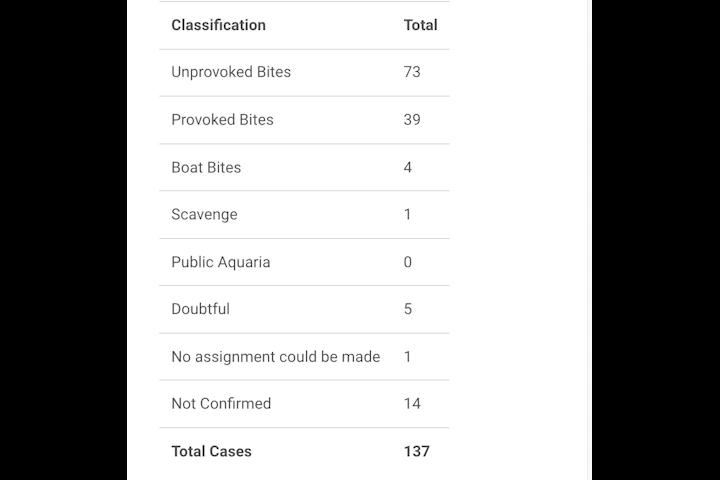 Classification Total
Unprovoked Bites 73
Provoked Bites 39
Boat Bites 4
Scavenge 1
Public Aquaria 0
Doubtful 5
No assignment could be made 1
Not Confirmed 14
Total Cases 137